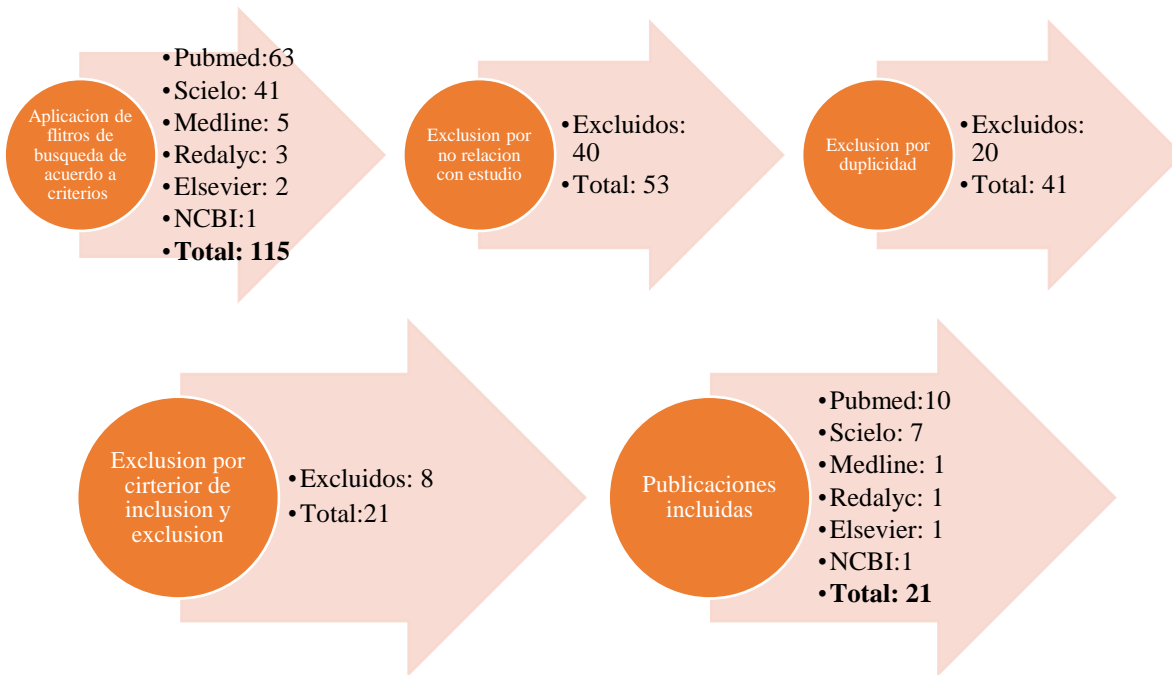 Aplicacion de
flitros de
busqueda de
acuerdo a
criterios
•Pubmed:63
•Scielo: 41
•Medline: 5
•Redalyc: 3
•Elsevier: 2
•NCBI:1
•Total: 115
Exclusion por
no relacion
con estudio
•Excluidos:
40
•Total: 53
Exclusion por
duplicidad
•Excluidos:
20
•Total: 41
Exclusion por
cirterior de
inclusion y
exclusion
•Excluidos: 8
•Total:21
Publicaciones
incluidas
•Pubmed:10
•Scielo: 7
•Medline: 1
•Redalyc: 1
•Elsevier: 1
•NCBI:1
•Total: 21